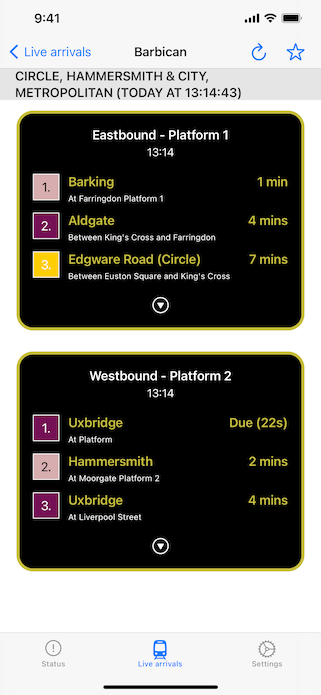 9:41
Live arrivals
Barbican
CIRCLE, HAMMERSMITH & CITY,
METROPOLITAN (TODAY AT 13:14:43)
Eastbound - Platform 1
13:14
1. Barking 1 min
At Farringdon Platform 1
2. Aldgate 4 mins
Between King's Cross and Farringdon
3. Edgware Road (Circle) 7 mins
Between Euston Square and King's Cross
Westbound - Platform 2
13:14
1. Uxbridge Due (22s)
At Platform
2. Hammersmith 2 mins
At Moorgate Platform 2
3. Uxbridge 4 mins
At Liverpool Street
Status
Live arrivals
Settings